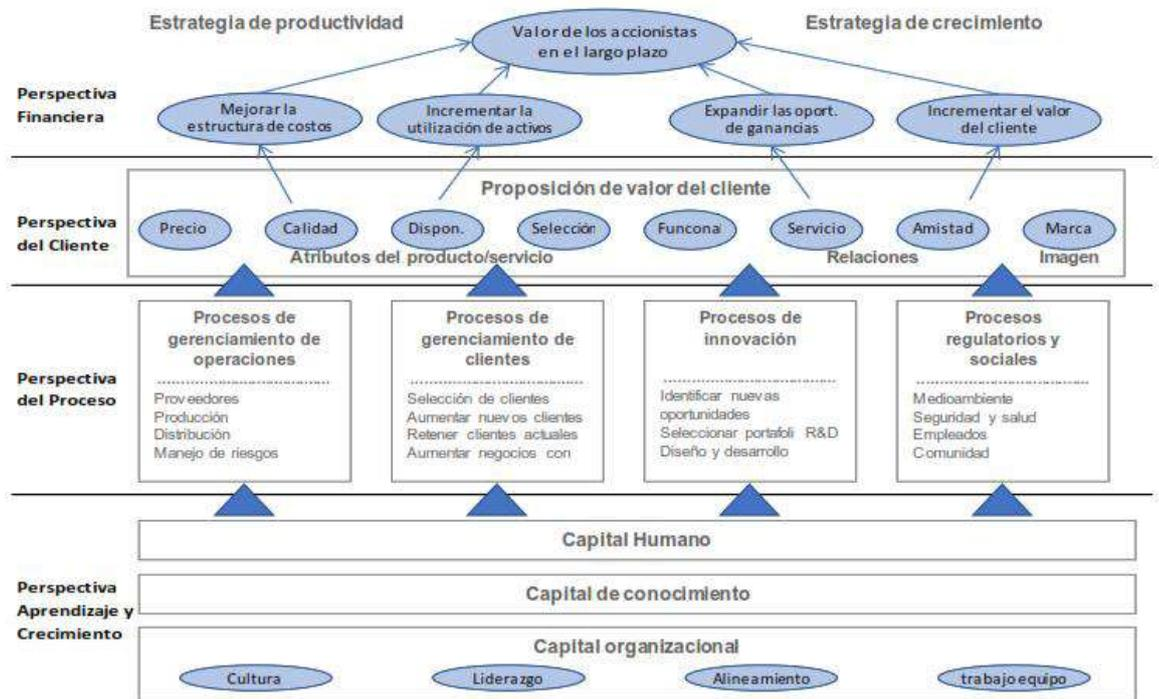 Estrategia de productividad
Estrategia de crecimiento
Valor de los accionistas
en el largo plazo
Perspectiva
Financiera
Mejorar la
estructura de costos
Incrementar la
utilización de activos
Expandir las oport.
de ganancias
Incrementar el valor
del cliente
Proposición de valor del cliente
Perspectiva
del Cliente
Precio
Calidad
Dispon.
Selección
Funcona
Servicio
Amistad
Marca
Atributos del producto/servicio
Relaciones
Imagen
Perspectiva
del Proceso
Procesos de
gerenciamiento de
operaciones
Proveedores
Producción
Distribución
Manejo de riesgos
Procesos de
gerenciamiento de
clientes
Selección de clientes
Aumentar nuevos clientes
Retener clientes actuales
Aumentar negocios con
Procesos de
innovación
Identificar nuevas
oportunidades
Seleccionar portafoli R&D
Diseño y desarrollo
Procesos
regulatorios y
sociales
Medioambiente
Seguridad y salud
Empleados
Comunidad
Perspectiva
Aprendizaje y
Crecimiento
Capital Humano
Capital de conocimiento
Capital organizacional
Cultura
Liderazgo
Alineamiento
trabajo equipo